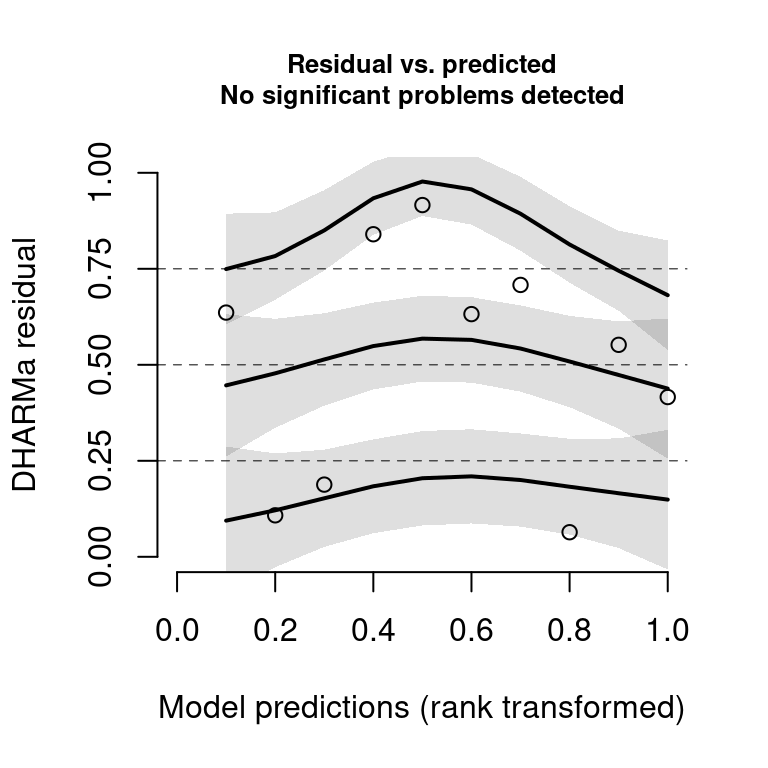 Residual vs. predicted
No significant problems detected
DHARMa residual
1.00
0.75
0.50
0.25
0.00
0.0 0.2 0.4 0.6 0.8 1.0
Model predictions (rank transformed)